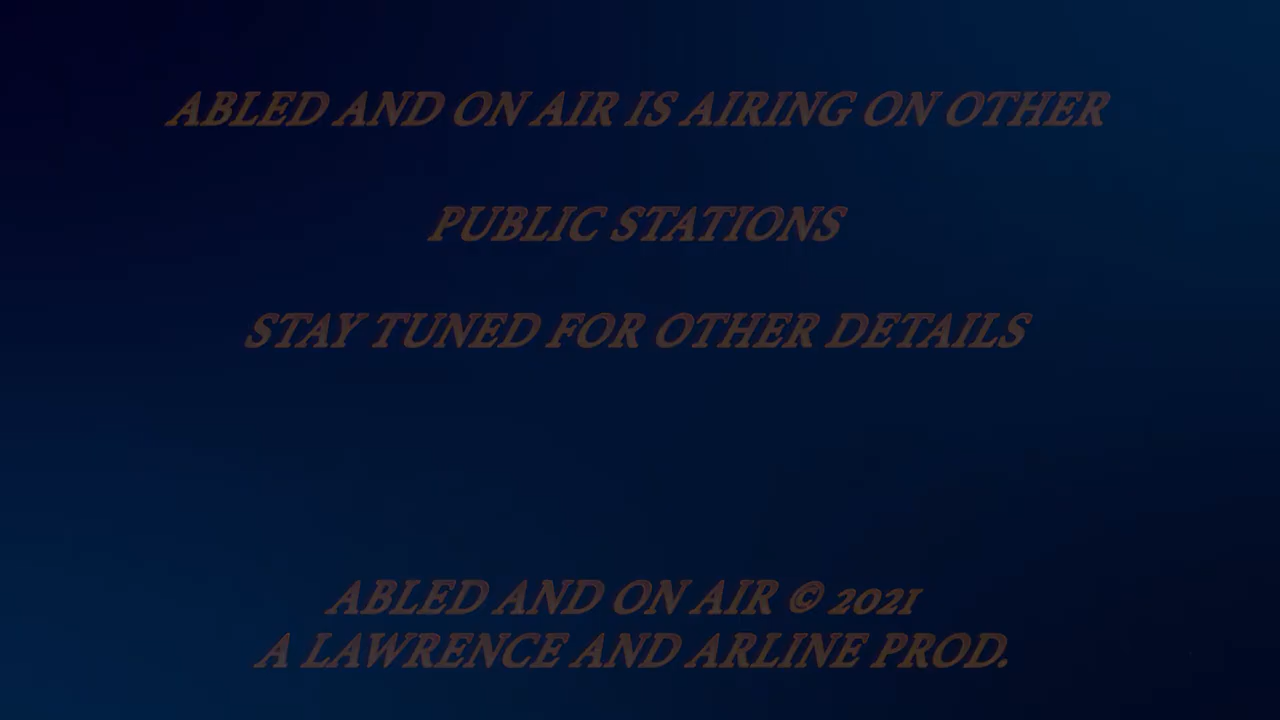 ABLED AND ON AIR IS AIRING ON OTHER
PUBLIC STATIONS
STAY TUNED FOR OTHER DETAILS
ABLED AND ON AIR © 2021
A LAWRENCE AND ARLINE PROD.